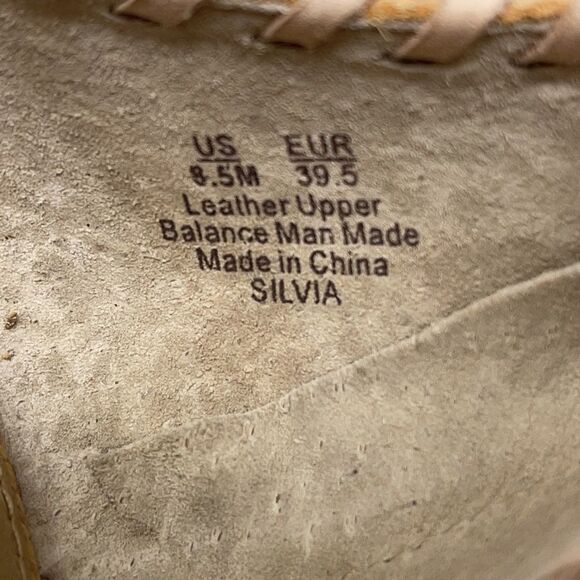 US EUR
8.5M 39.5
Leather Upper
Balance Man Made
Made in China
SILVIA